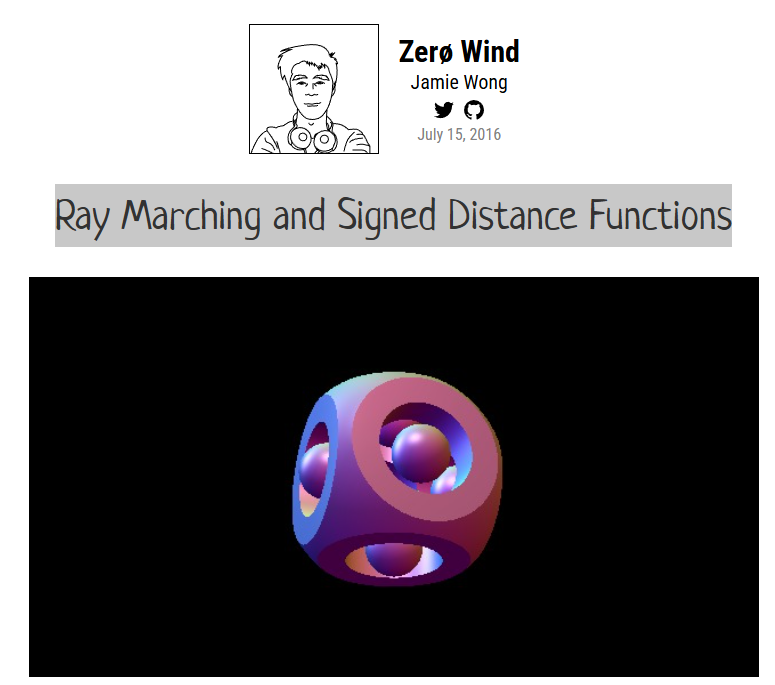 Zerø Wind
Jamie Wong
July 15, 2016
Ray Marching and Signed Distance Functions